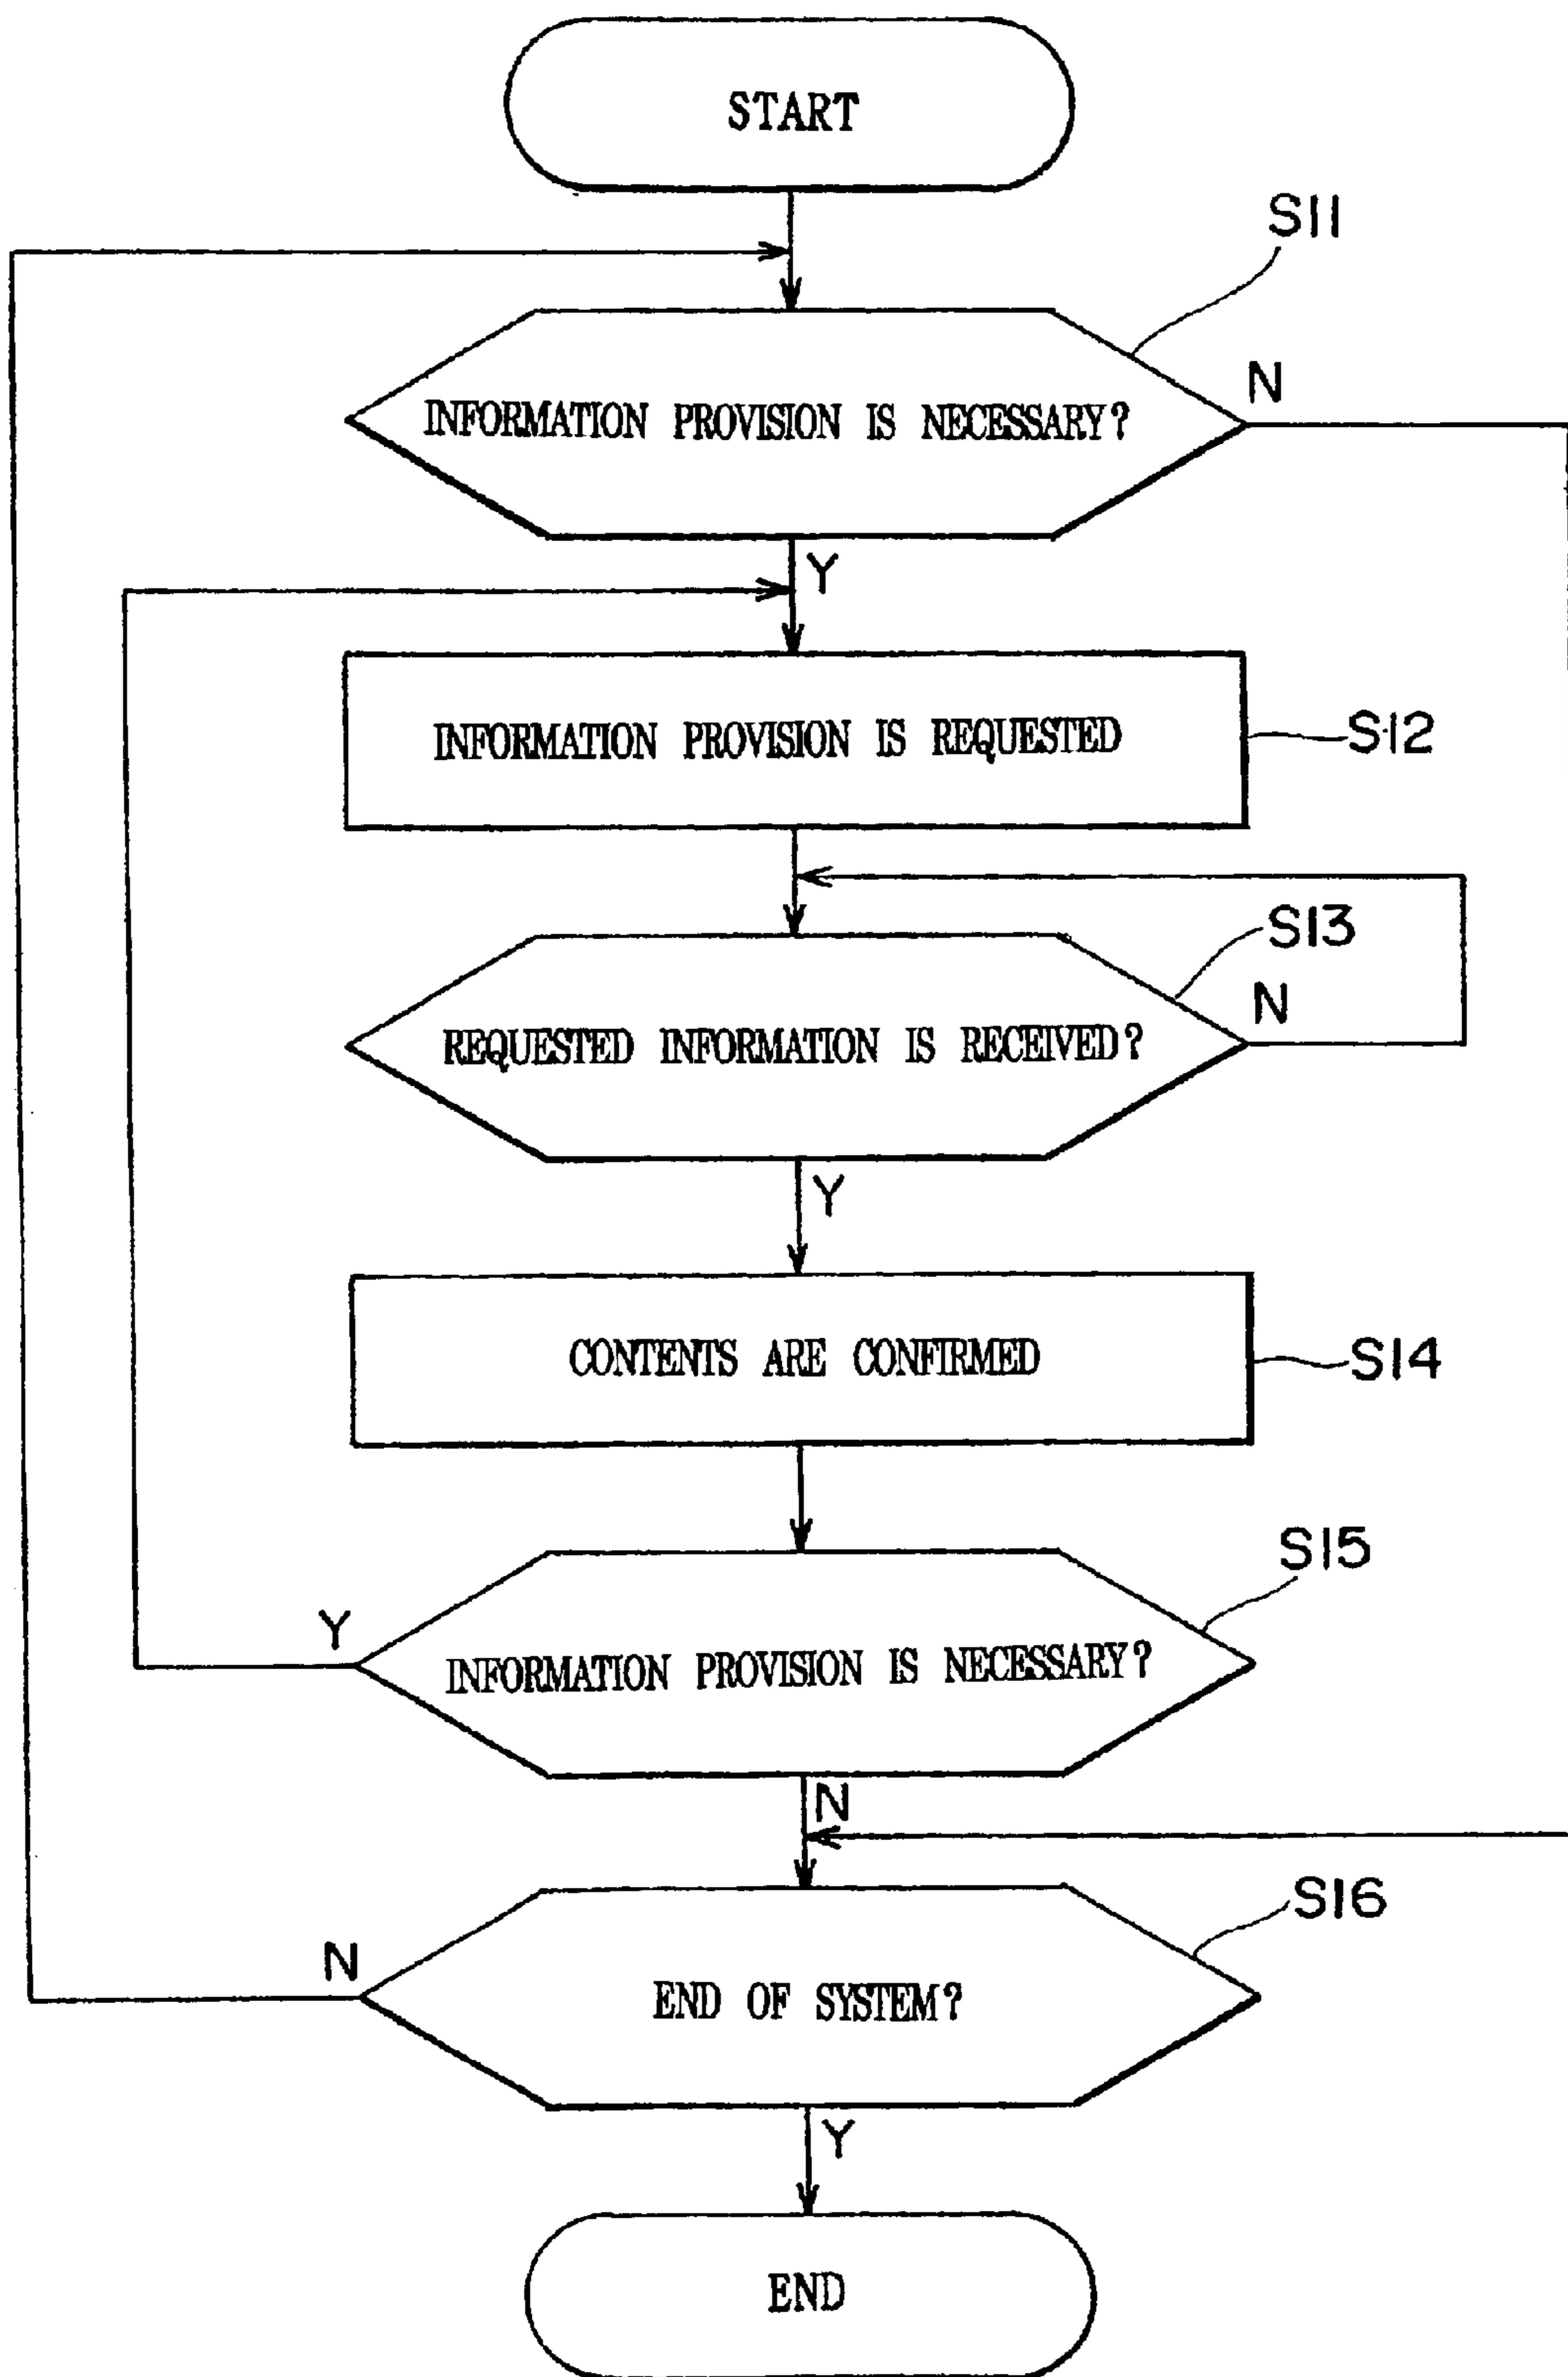 START
S11
INFORMATION PROVISION IS NECESSARY?
N
Y
INFORMATION PROVISION IS REQUESTED
S12
S13
REQUESTED INFORMATION IS RECEIVED?
N
Y
CONTENTS ARE CONFIRMED
S14
S15
Y
INFORMATION PROVISION IS NECESSARY?
N
S16
N
END OF SYSTEM?
Y
END